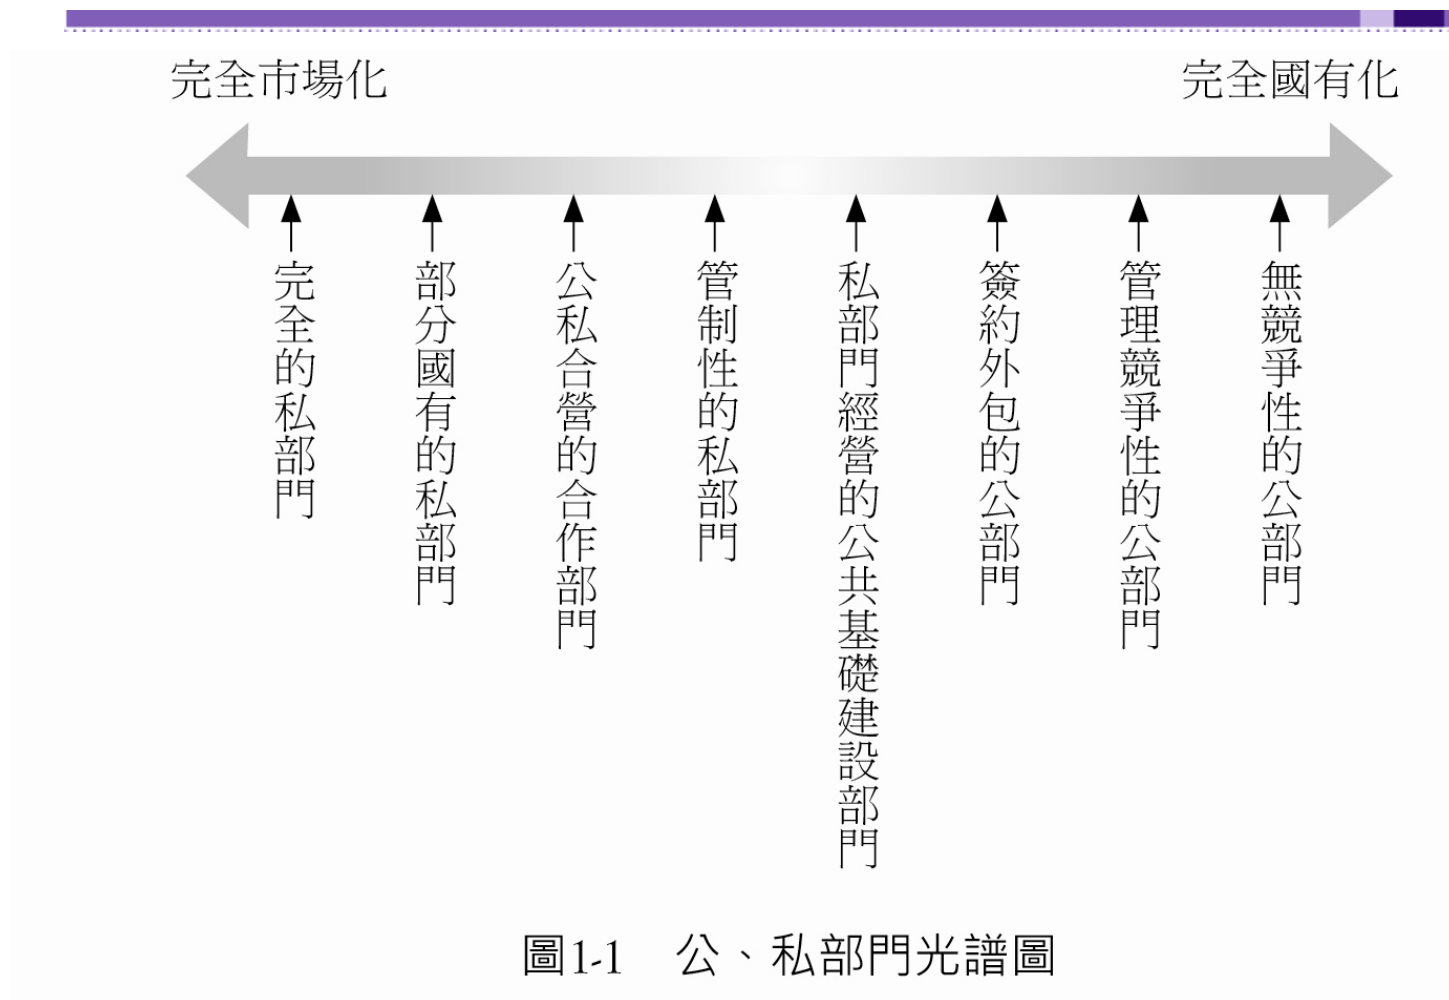 完全市場化
完全國有化
完全的私部門
部分國有的私部門
公私合營的合作部門
管制性的私部門
私部門經營的公共基礎建設部門
簽約外包的公部門
管理競爭性的公部門
無競爭性的公部門
圖1-1 公、私部門光譜圖